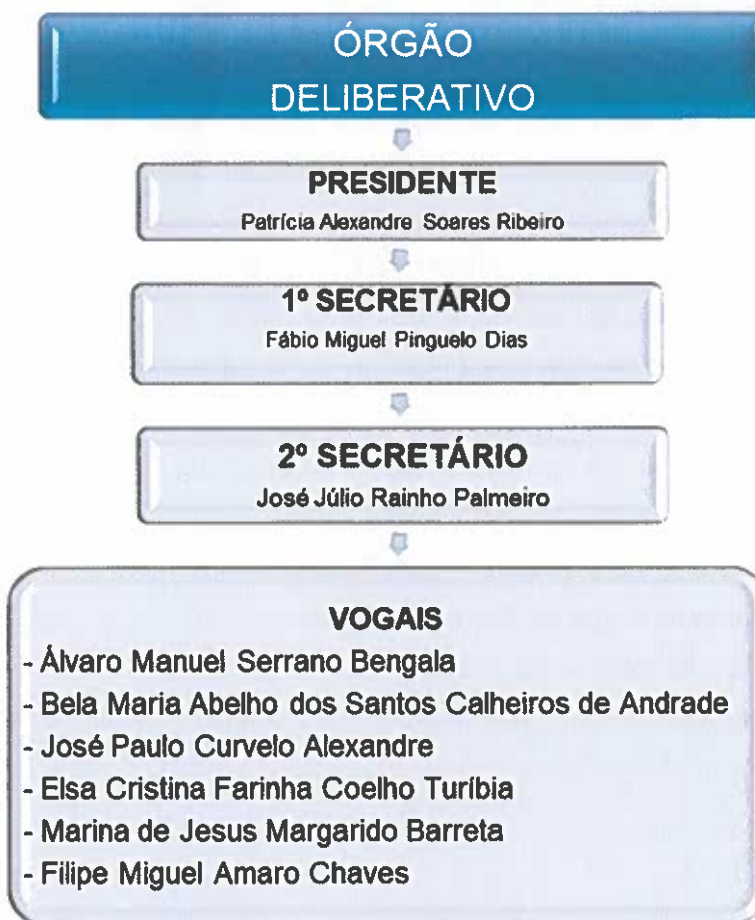 ÓRGÃO
DELIBERATIVO
PRESIDENTE
Patrícia Alexandre Soares Ribeiro
1º SECRETÁRIO
Fábio Miguel Pinguelo Dias
2º SECRETÁRIO
José Júlio Rainho Palmeiro
VOGAIS
- Álvaro Manuel Serrano Bengala
- Bela Maria Abelho dos Santos Calheiros de Andrade
- José Paulo Curvelo Alexandre
- Elsa Cristina Farinha Coelho Turíbia
- Marina de Jesus Margarido Barreta
- Filipe Miguel Amaro Chaves